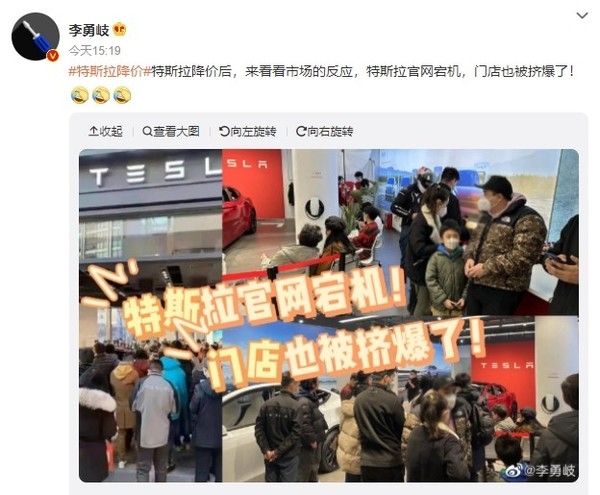 李勇岐
今天15:19
#特斯拉降价#特斯拉降价后，来看看市场的反应，特斯拉官网宕机，门店也被挤爆了！
收起 查看大图 向左旋转 向右旋转
TESLA
TESLA
特斯拉官网宕机！
门店也被挤爆了！
TESLA
@李勇岐